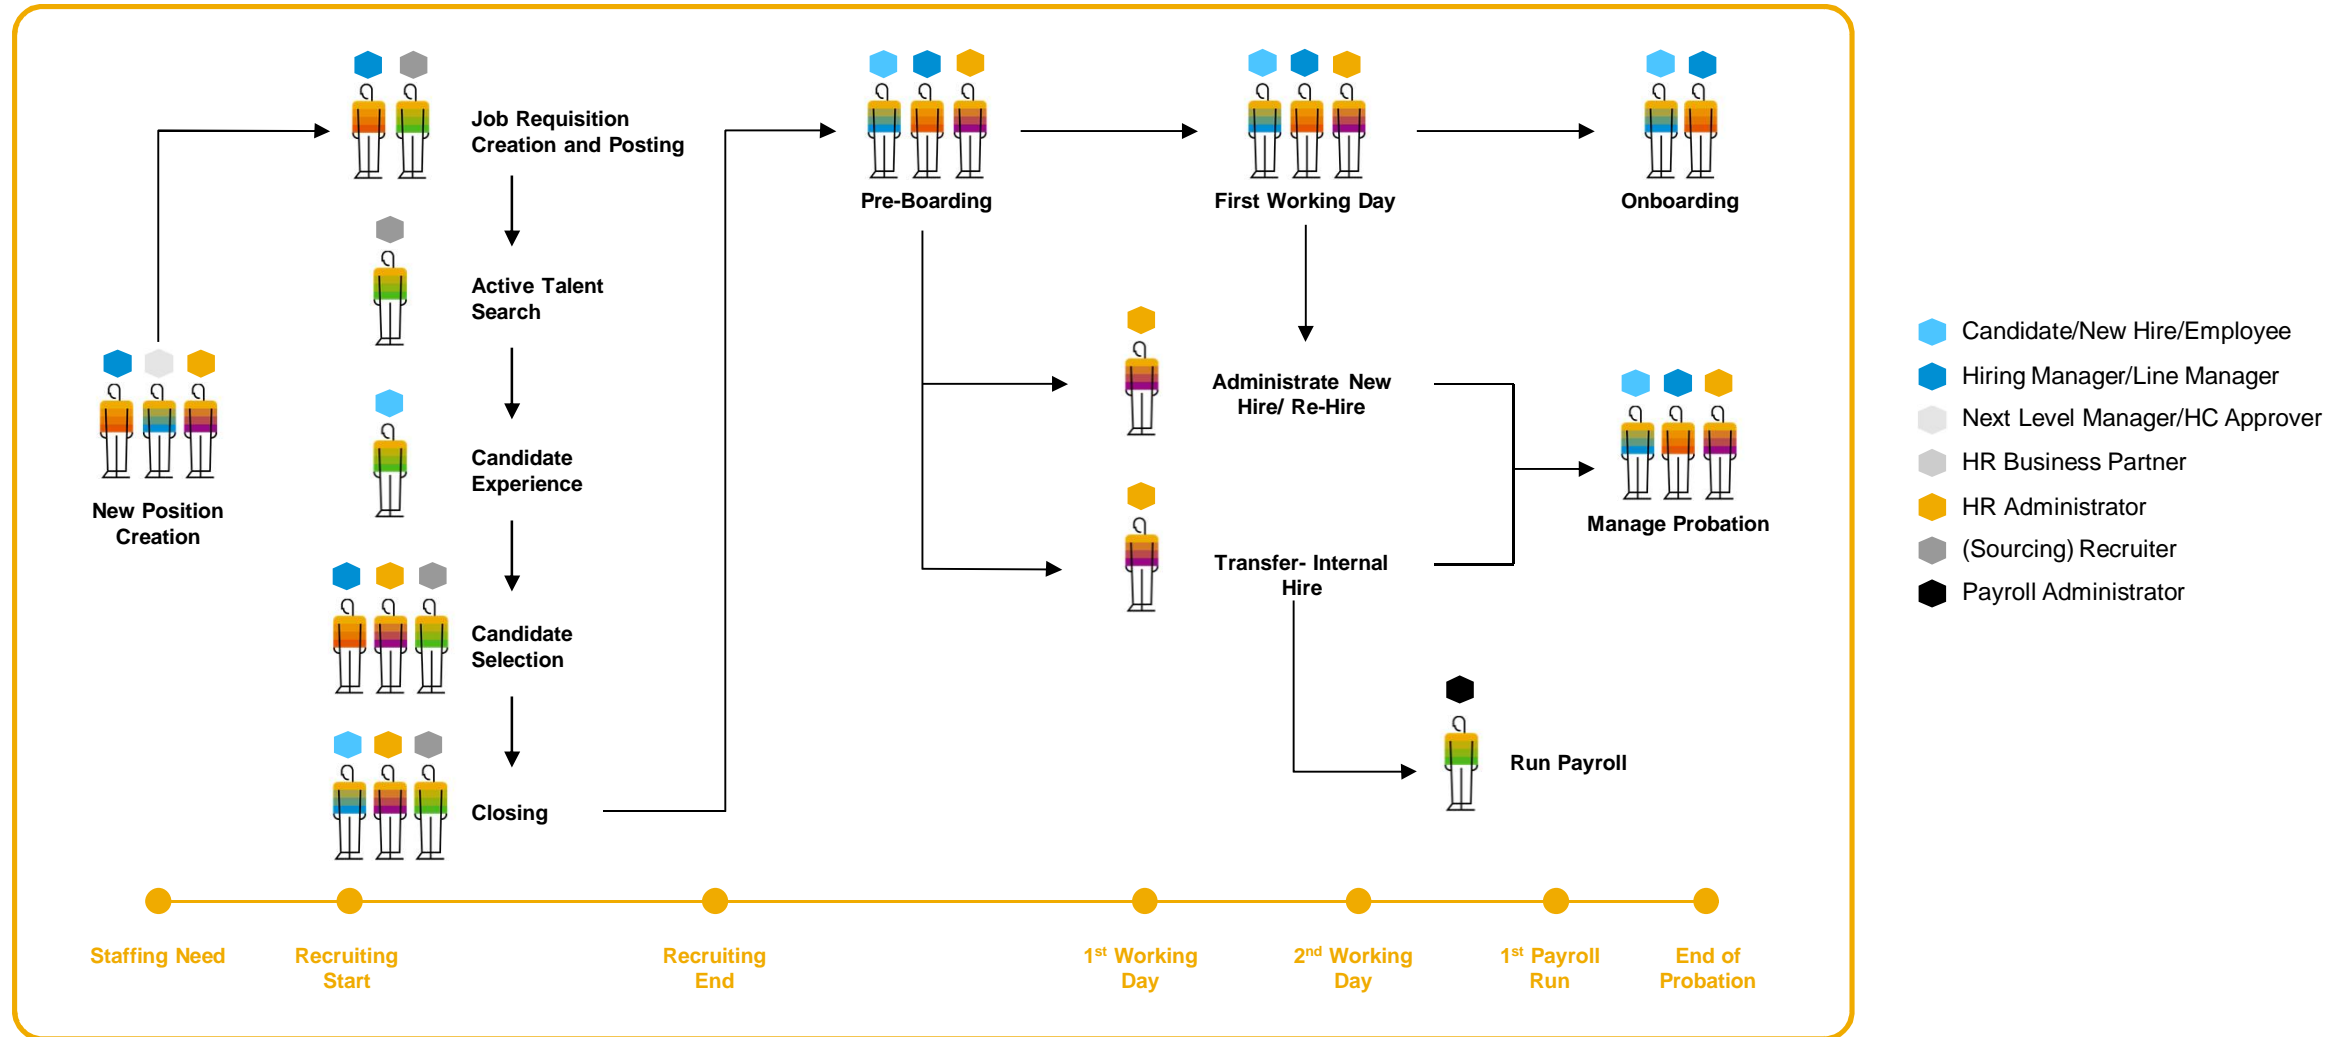 Job Requisition
Creation and Posting
Active Talent
Search
Candidate
Experience
Candidate
Selection
Closing
New Position
Creation
Pre-Boarding
First Working Day
Onboarding
Administrate New
Hire/ Re-Hire
Transfer- Internal
Hire
Manage Probation
Run Payroll
Staffing Need
Recruiting
Start
Recruiting
End
1st Working
Day
2nd Working
Day
1st Payroll
Run
End of
Probation
Candidate/New Hire/Employee
Hiring Manager/Line Manager
Next Level Manager/HC Approver
HR Business Partner
HR Administrator
(Sourcing) Recruiter
Payroll Administrator